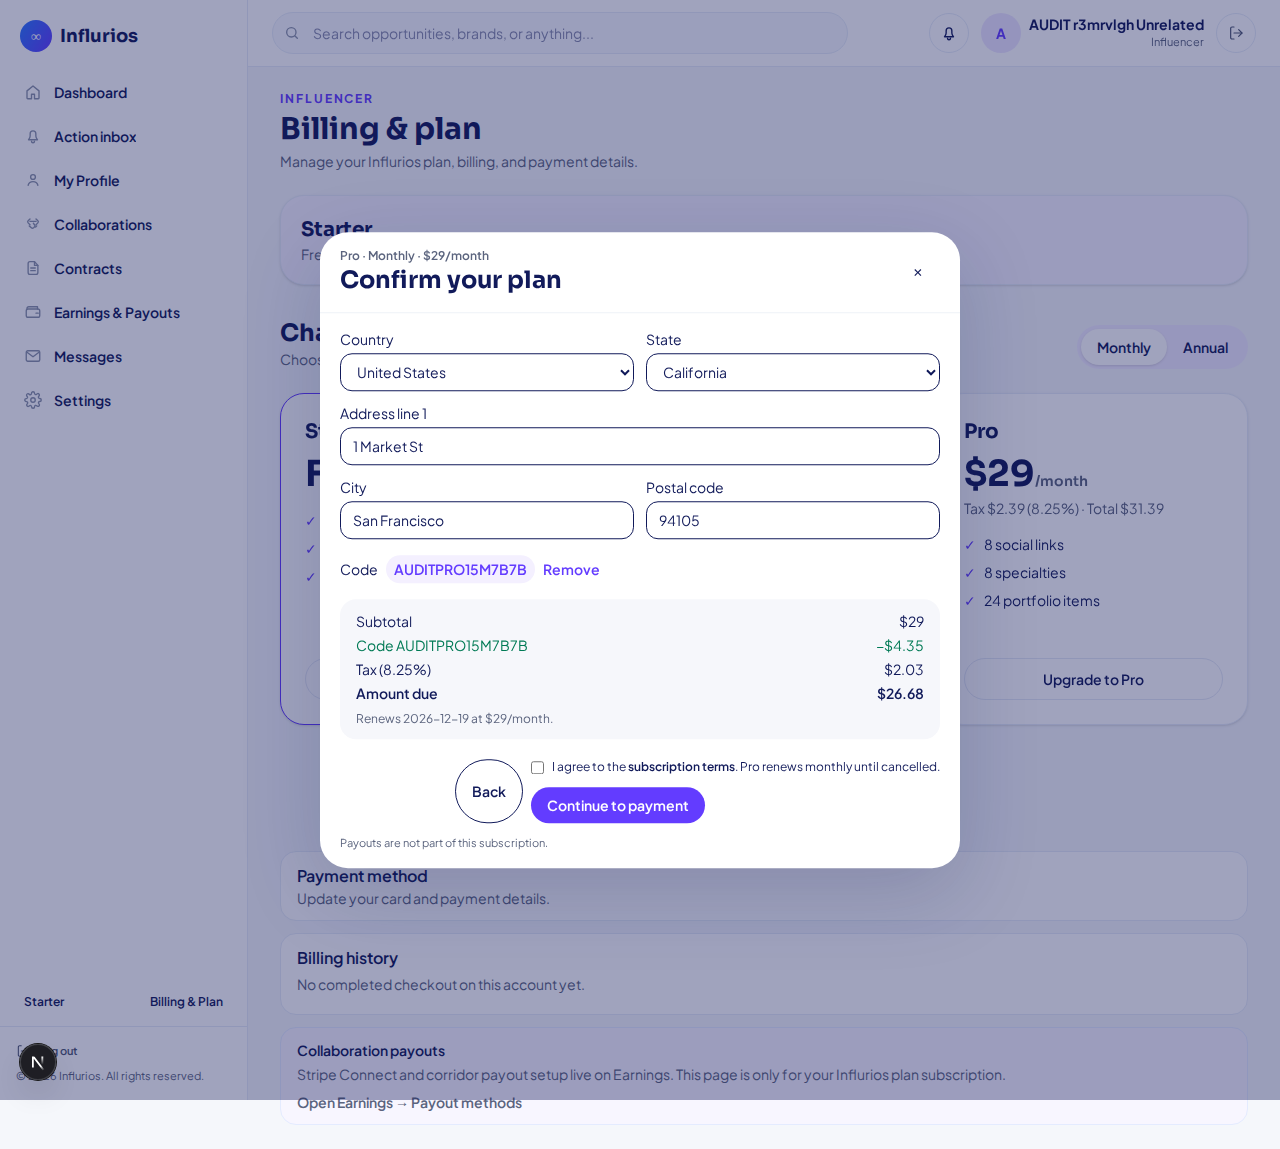 ∞ Influrios
Search opportunities, brands, or anything...
A
AUDIT r3mrvlgh Unrelated
Influencer
Dashboard
Action inbox
My Profile
Collaborations
Contracts
Earnings & Payouts
Messages
Settings
INFLUENCER
Billing & plan
Manage your Influrios plan, billing, and payment details.
Starter
Monthly
Annual
Pro · Monthly · $29/month
Confirm your plan
×
Country
State
United States
California
Address line 1
1 Market St
City
Postal code
San Francisco
94105
Code AUDITPRO15M7B7B Remove
Subtotal $29
Code AUDITPRO15M7B7B −$4.35
Tax (8.25%) $2.03
Amount due $26.68
Renews 2026-12-19 at $29/month.
Back
I agree to the subscription terms. Pro renews monthly until cancelled.
Continue to payment
Payouts are not part of this subscription.
Pro
$29/month
Tax $2.39 (8.25%) · Total $31.39
✓ 8 social links
✓ 8 specialties
✓ 24 portfolio items
Upgrade to Pro
Payment method
Update your card and payment details.
Billing history
No completed checkout on this account yet.
Collaboration payouts
Stripe Connect and corridor payout setup live on Earnings. This page is only for your Influrios plan subscription.
Open Earnings → Payout methods
Starter
Billing & Plan
out
N
Influrios. All rights reserved.